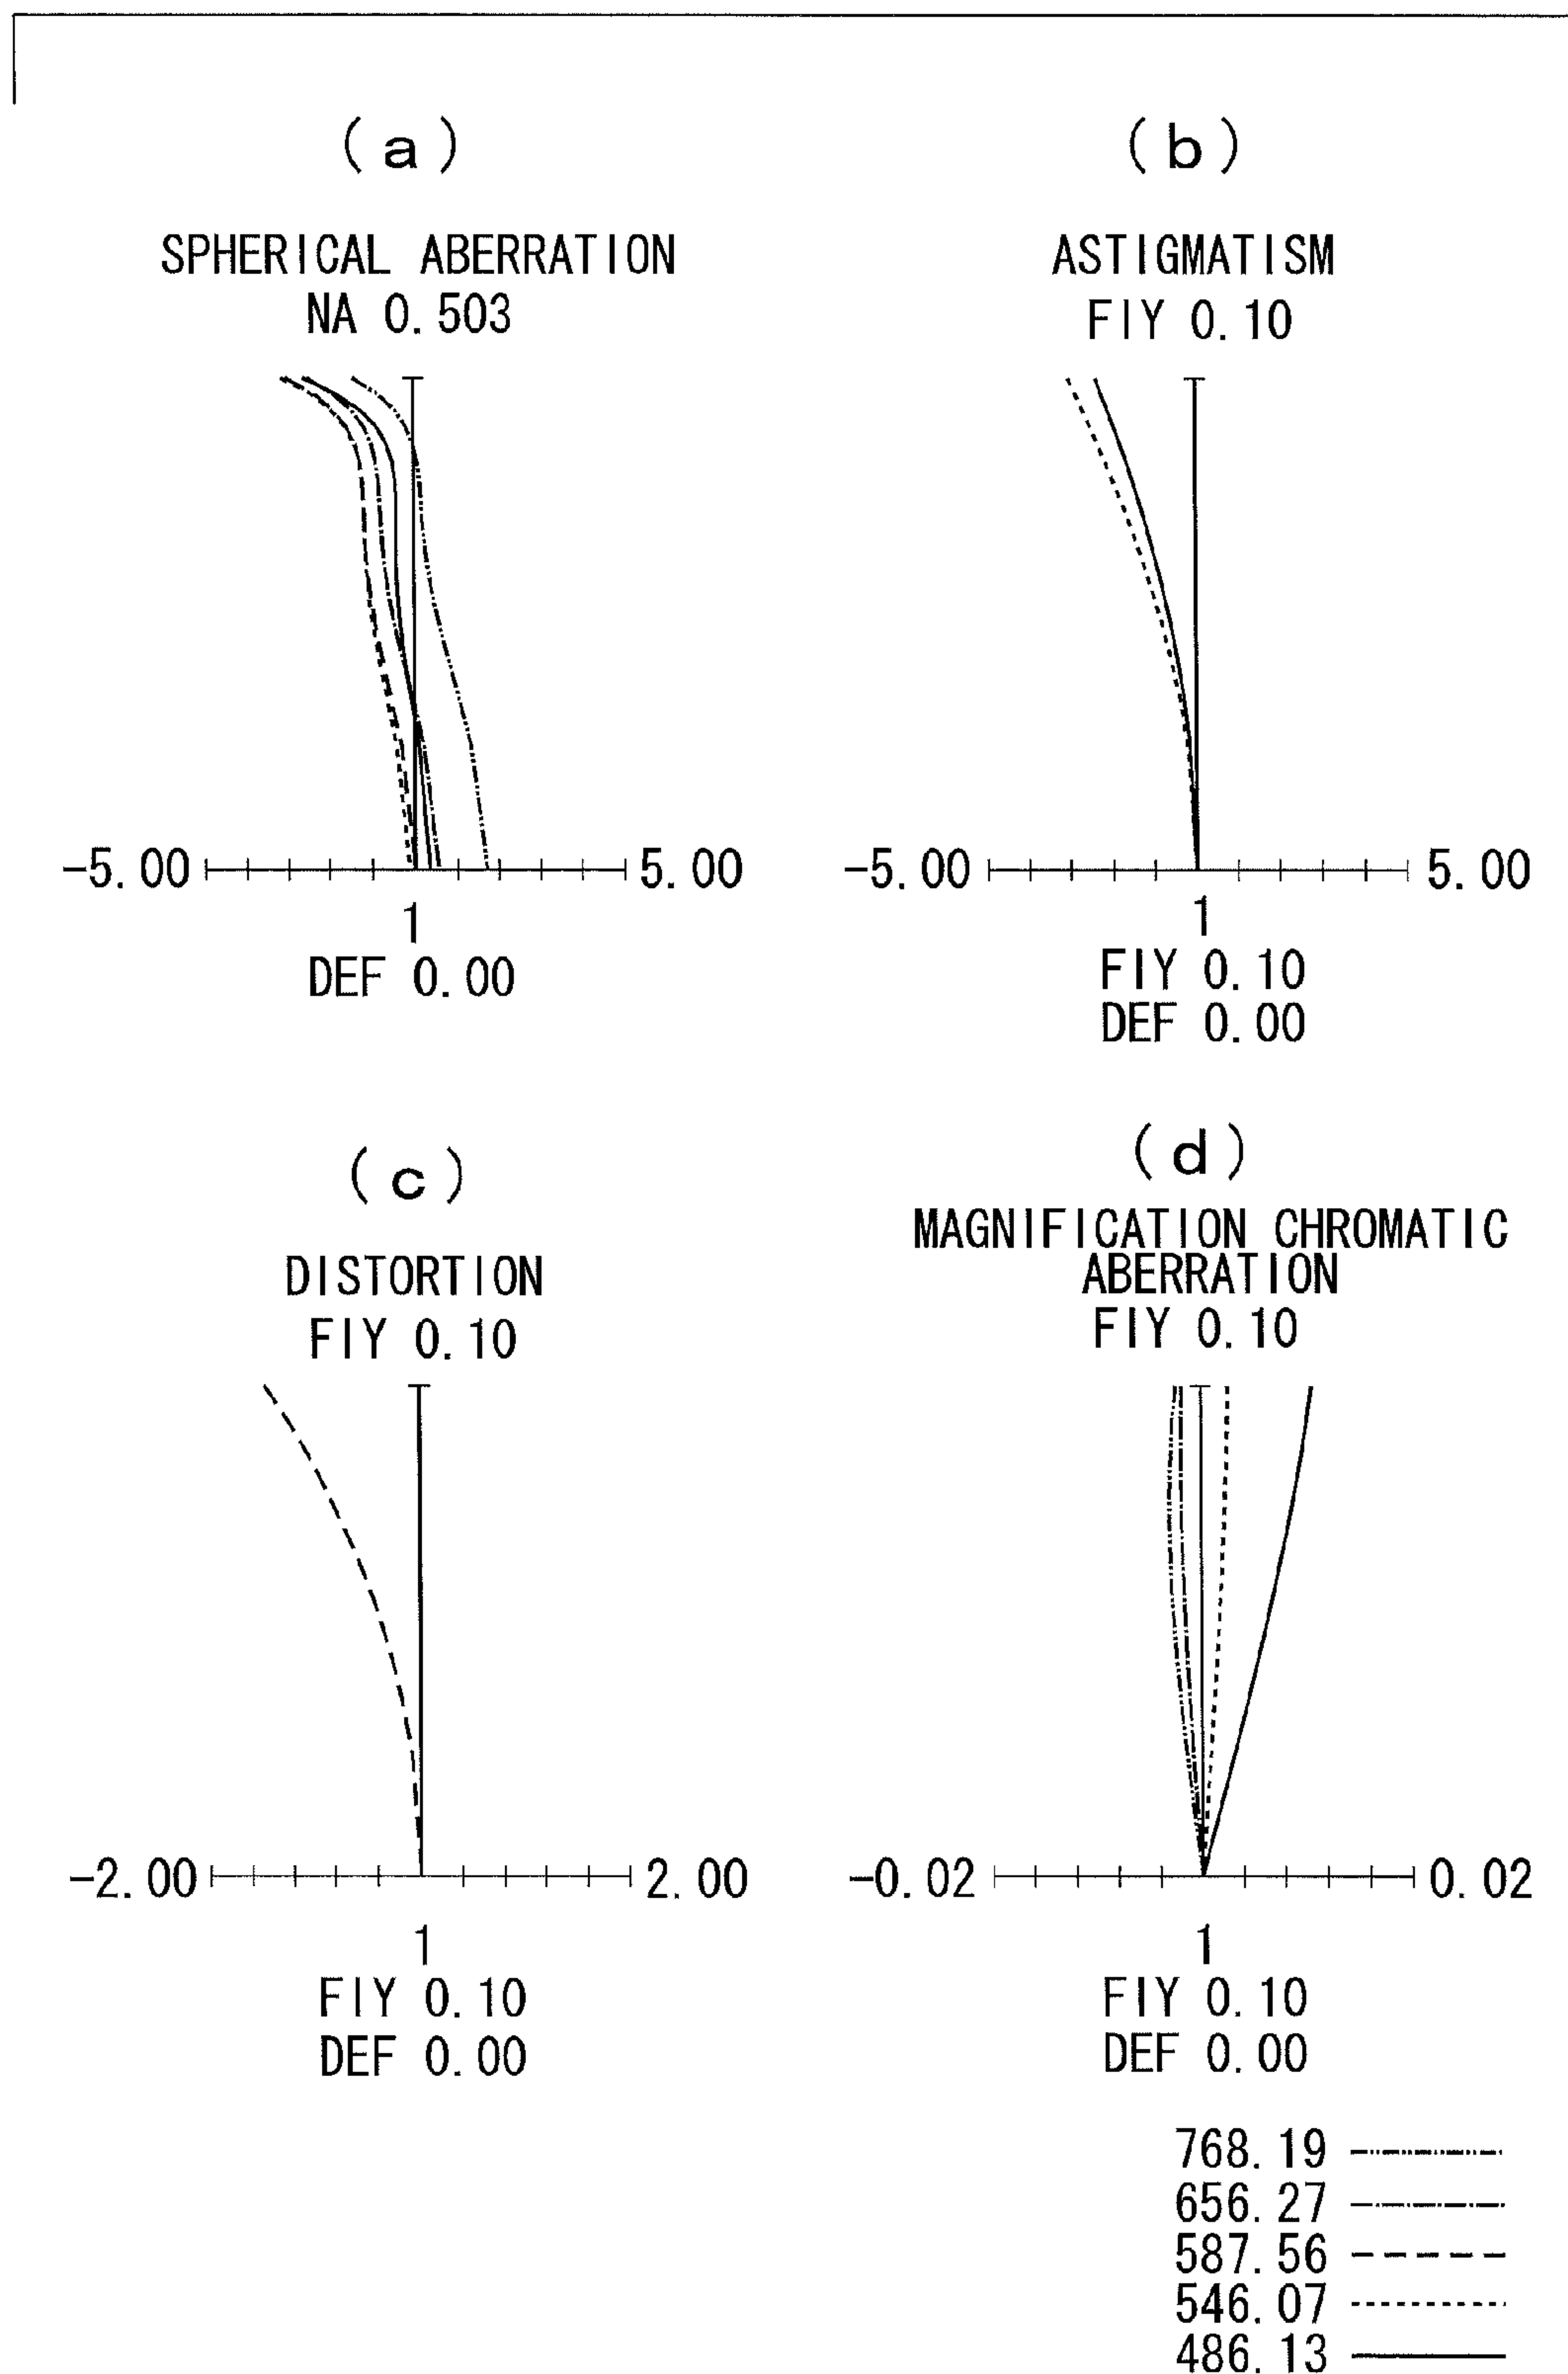 (a)
SPHERICAL ABERRATION
NA 0.503
-5.00
5.00
1
DEF 0.00
(b)
ASTIGMATISM
FIY 0.10
-5.00
5.00
1
FIY 0.10
DEF 0.00
(c)
DISTORTION
FIY 0.10
-2.00
2.00
1
FIY 0.10
DEF 0.00
(d)
MAGNIFICATION CHROMATIC
ABERRATION
FIY 0.10
-0.02
0.02
1
FIY 0.10
DEF 0.00
768.19
656.27
587.56
546.07
486.13